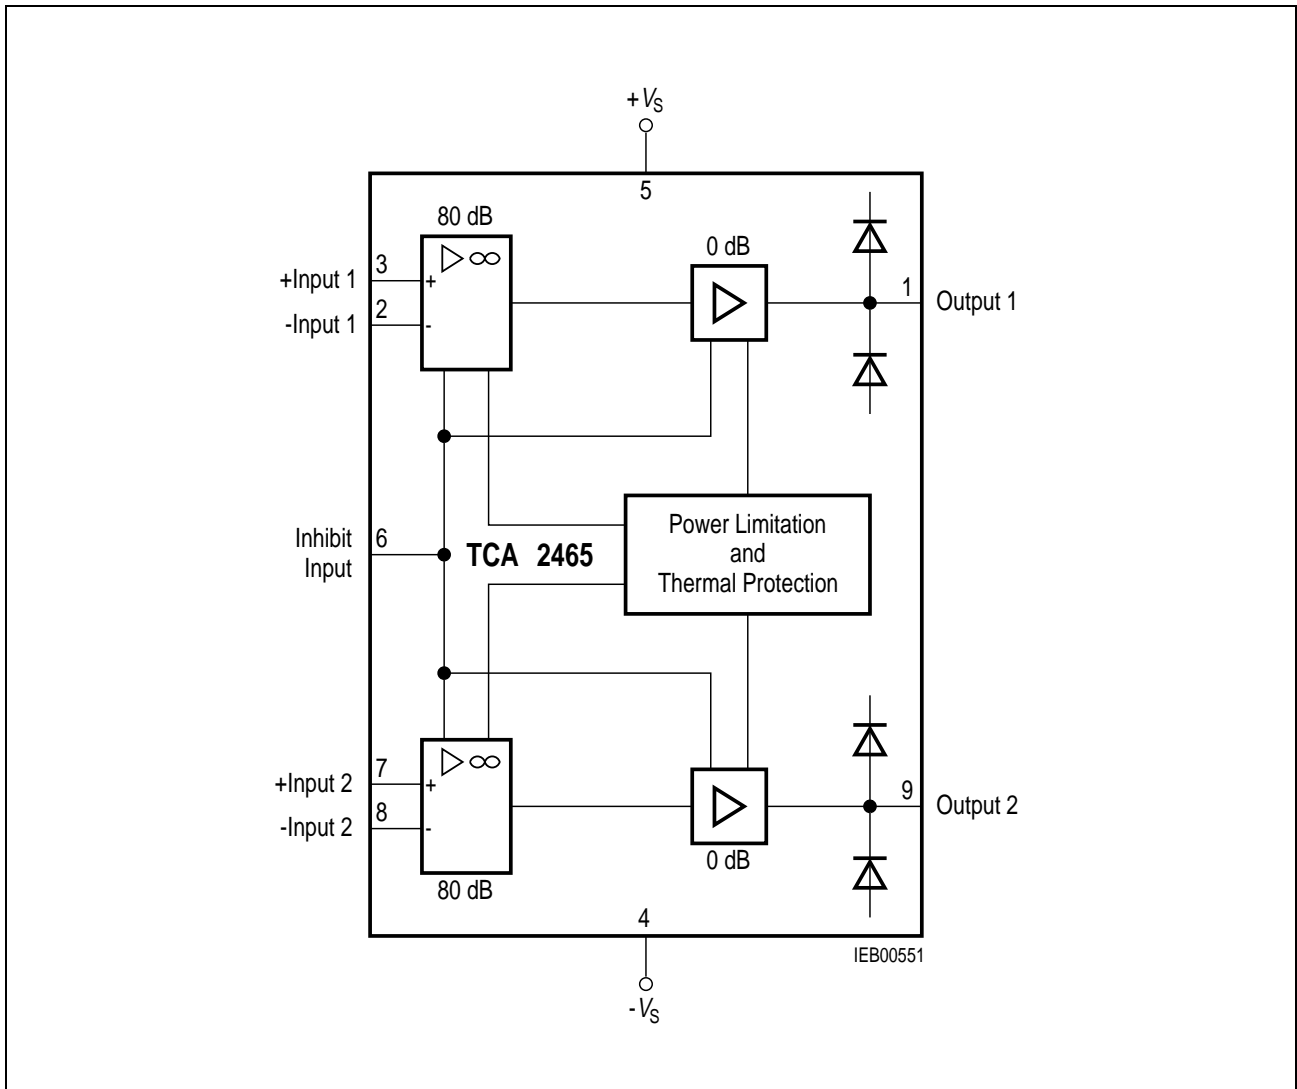 +VS
5
80 dB
∞
0 dB
+Input 1
3
+
1
Output 1
-Input 1
2
-
Power Limitation
and
Thermal Protection
Inhibit
Input
6
TCA 2465
∞
+Input 2
7
+
9
Output 2
-Input 2
8
-
0 dB
80 dB
4
IEB00551
-VS